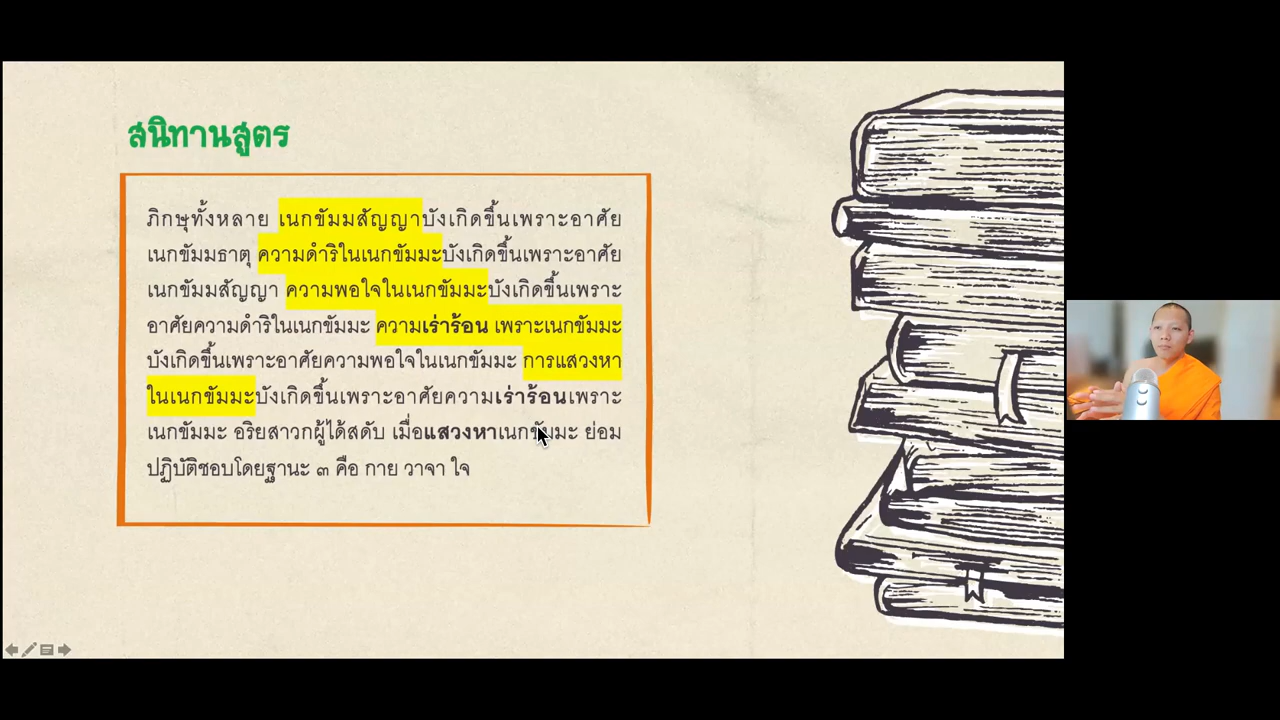 สนิทานสูตร
ภิกษุทั้งหลาย เนกขัมมสัญญาบังเกิดขึ้นเพราะอาศัย
เนกขัมมธาตุ ความดำริในเนกขัมมะบังเกิดขึ้นเพราะอาศัย
เนกขัมมสัญญา ความพอใจในเนกขัมมะบังเกิดขึ้นเพราะ
อาศัยความดำริในเนกขัมมะ ความเร่าร้อน เพราะเนกขัมมะ
บังเกิดขึ้นเพราะอาศัยความพอใจในเนกขัมมะ การแสวงหา
ในเนกขัมมะบังเกิดขึ้นเพราะอาศัยความเร่าร้อนเพราะ
เนกขัมมะ อริยสาวกผู้ได้สดับ เมื่อแสวงหาเนกขัมมะ ย่อม
ปฏิบัติชอบโดยฐานะ ๓ คือ กาย วาจา ใจ